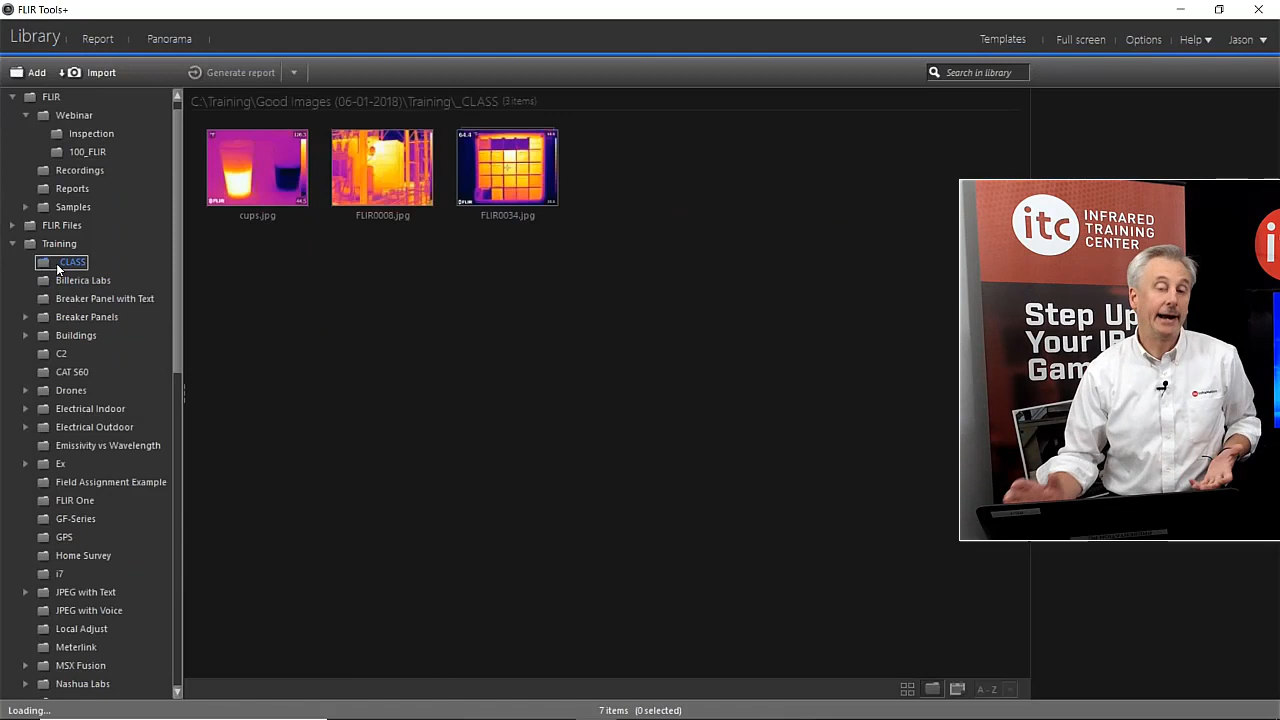 FLIR Tools+
Library Report Panorama Templates Full screen Options Help Jason
Add Import Generate report Search in library
C:\Training\Good Images (06-01-2018)\Training\_CLASS (3 items)
FLIR
Webinar
Inspection
100_FLIR
Recordings
Reports
Samples
FLIR Files
Training
_CLASS
Billerica Labs
Breaker Panel with Text
Breaker Panels
Buildings
C2
CAT S60
Drones
Electrical Indoor
Electrical Outdoor
Emissivity vs Wavelength
Ex
Field Assignment Example
FLIR One
GF-Series
GPS
Home Survey
i7
JPEG with Text
JPEG with Voice
Local Adjust
Meterlink
MSX Fusion
Nashua Labs
64.4
FLIR
FLIR
FLIR
cups.jpg FLIR0008.jpg FLIR0034.jpg
itc INFRARED
TRAINING
CENTER
Step Up
Your
Gam
A-Z
Loading... 7 items (0 selected)